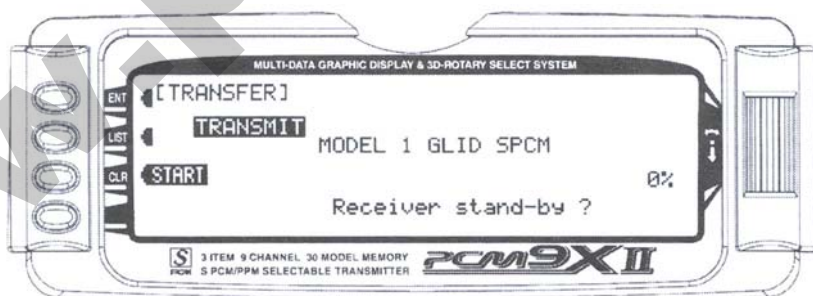 MULTI-DATA GRAPHIC DISPLAY & 3D-ROTARY SELECT SYSTEM
ENT [TRANSFER]
LIST TRANSMIT
MODEL 1 GLID SPCM
CLR START 0%
Receiver stand-by ?
S PCM 3 ITEM 9 CHANNEL 30 MODEL MEMORY
S PCM/PPM SELECTABLE TRANSMITTER
PCM9XII